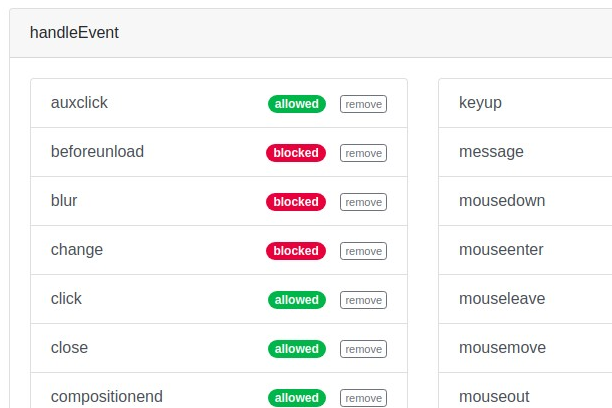 handleEvent
auxclick allowed remove
beforeunload blocked remove
blur blocked remove
change blocked remove
click allowed remove
close allowed remove
compositionend allowed remove
keyup
message
mousedown
mouseenter
mouseleave
mousemove
mouseout